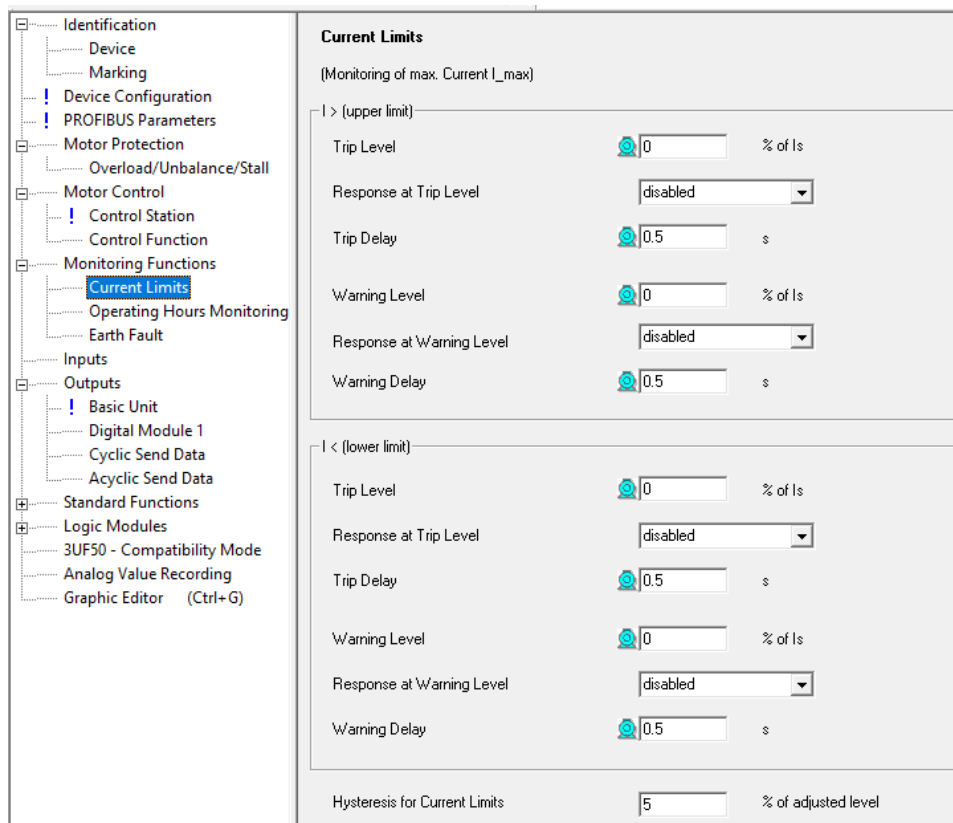 Identification
Device
Marking
! Device Configuration
! PROFIBUS Parameters
Motor Protection
Overload/Unbalance/Stall
Motor Control
! Control Station
Control Function
Monitoring Functions
Current Limits
Operating Hours Monitoring
Earth Fault
Inputs
Outputs
! Basic Unit
Digital Module 1
Cyclic Send Data
Acyclic Send Data
Standard Functions
Logic Modules
3UF50 - Compatibility Mode
Analog Value Recording
Graphic Editor (Ctrl+G)
Current Limits
(Monitoring of max. Current I_max)
I > (upper limit)
Trip Level 0 % of Is
Response at Trip Level disabled
Trip Delay 0.5 s
Warning Level 0 % of Is
Response at Warning Level disabled
Warning Delay 0.5 s
I < (lower limit)
Trip Level 0 % of Is
Response at Trip Level disabled
Trip Delay 0.5 s
Warning Level 0 % of Is
Response at Warning Level disabled
Warning Delay 0.5 s
Hysteresis for Current Limits 5 % of adjusted level